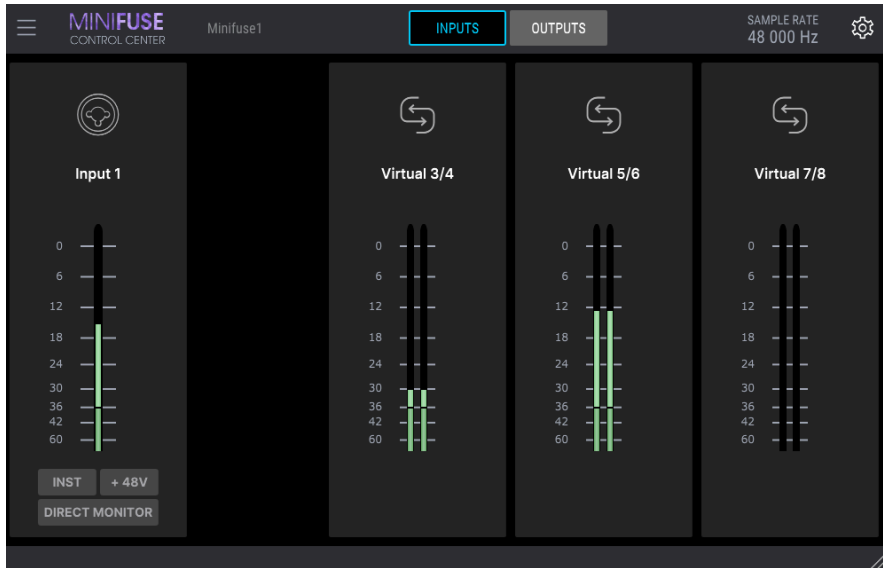 MINIFUSE
CONTROL CENTER
Minifuse1
INPUTS
OUTPUTS
SAMPLE RATE
48 000 Hz
Input 1
0
6
12
18
24
30
36
42
60
INST
+ 48V
DIRECT MONITOR
Virtual 3/4
0
6
12
18
24
30
36
42
60
Virtual 5/6
0
6
12
18
24
30
36
42
60
Virtual 7/8
0
6
12
18
24
30
36
42
60